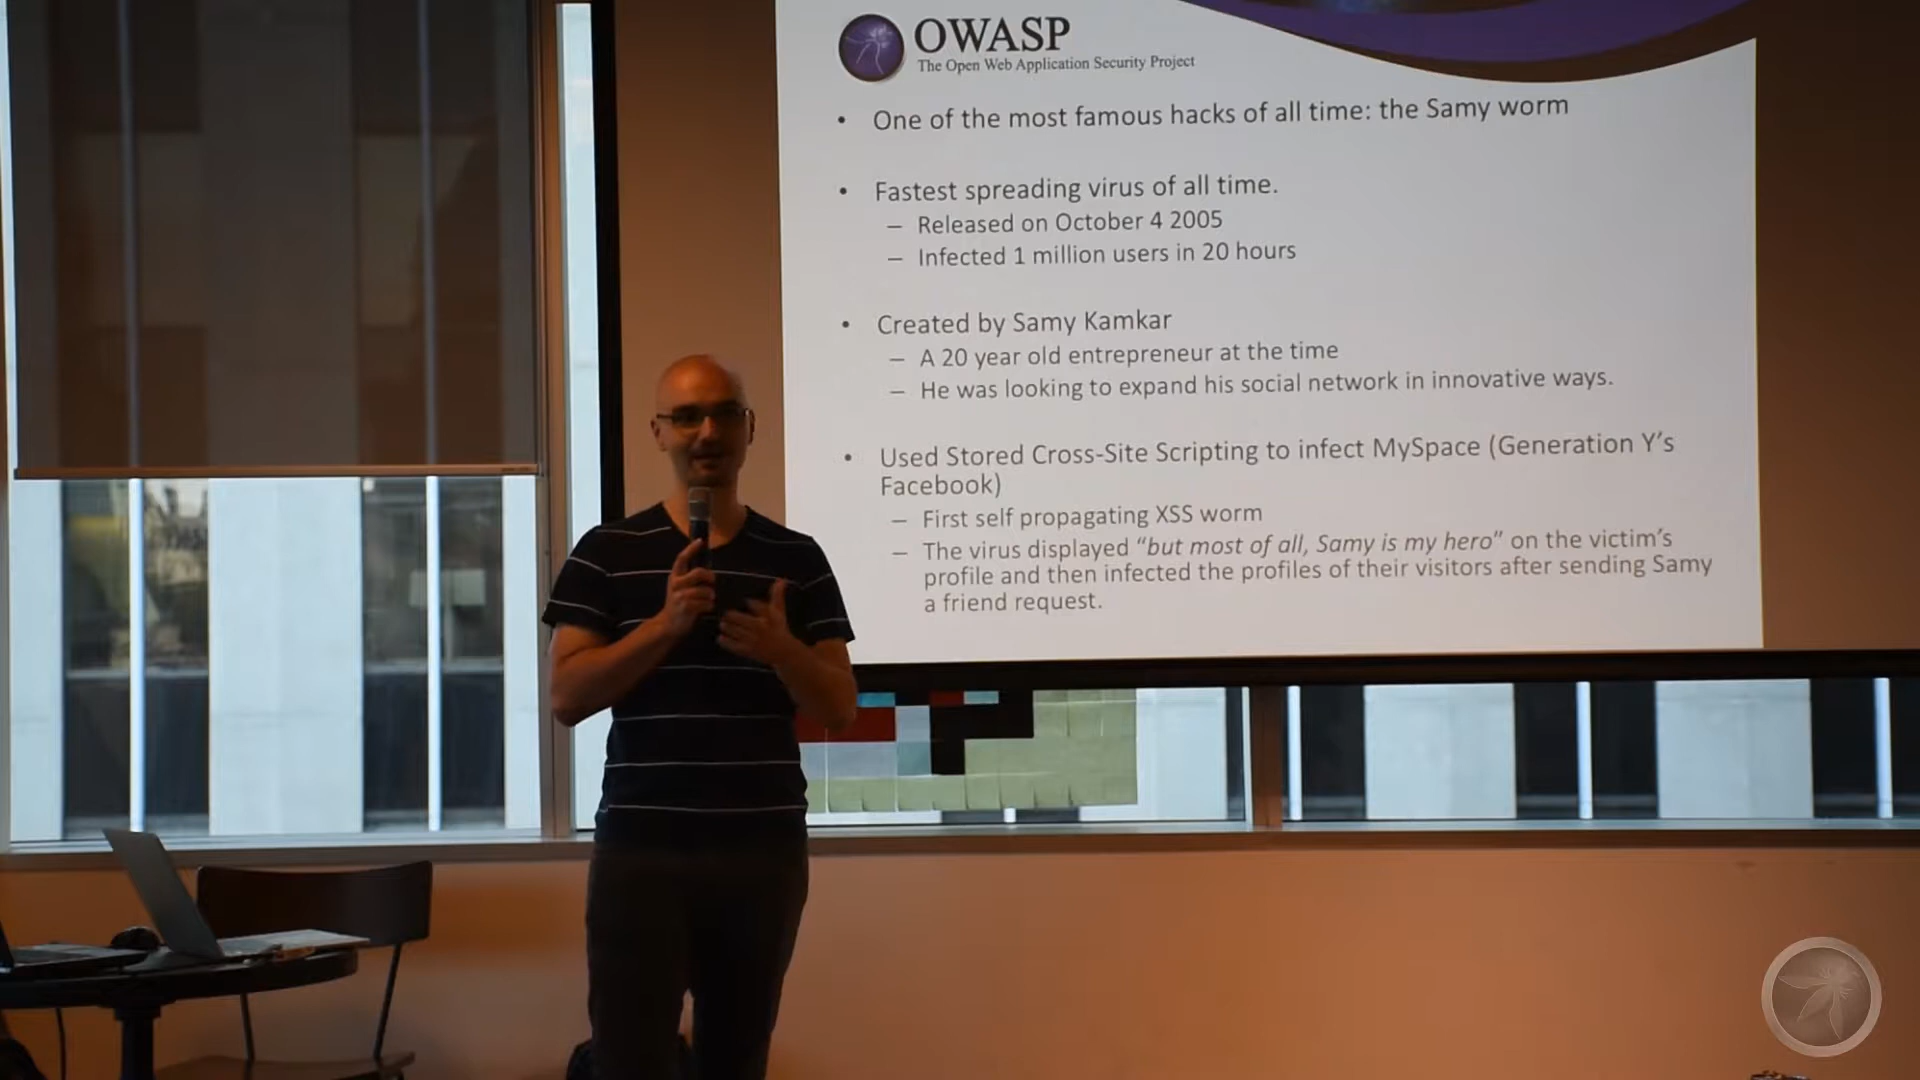 OWASP
The Open Web Application Security Project
• One of the most famous hacks of all time: the Samy worm
• Fastest spreading virus of all time.
– Released on October 4 2005
– Infected 1 million users in 20 hours
• Created by Samy Kamkar
– A 20 year old entrepreneur at the time
– He was looking to expand his social network in innovative ways.
• Used Stored Cross-Site Scripting to infect MySpace (Generation Y’s
Facebook)
– First self propagating XSS worm
– The virus displayed “but most of all, Samy is my hero” on the victim’s
profile and then infected the profiles of their visitors after sending Samy
a friend request.